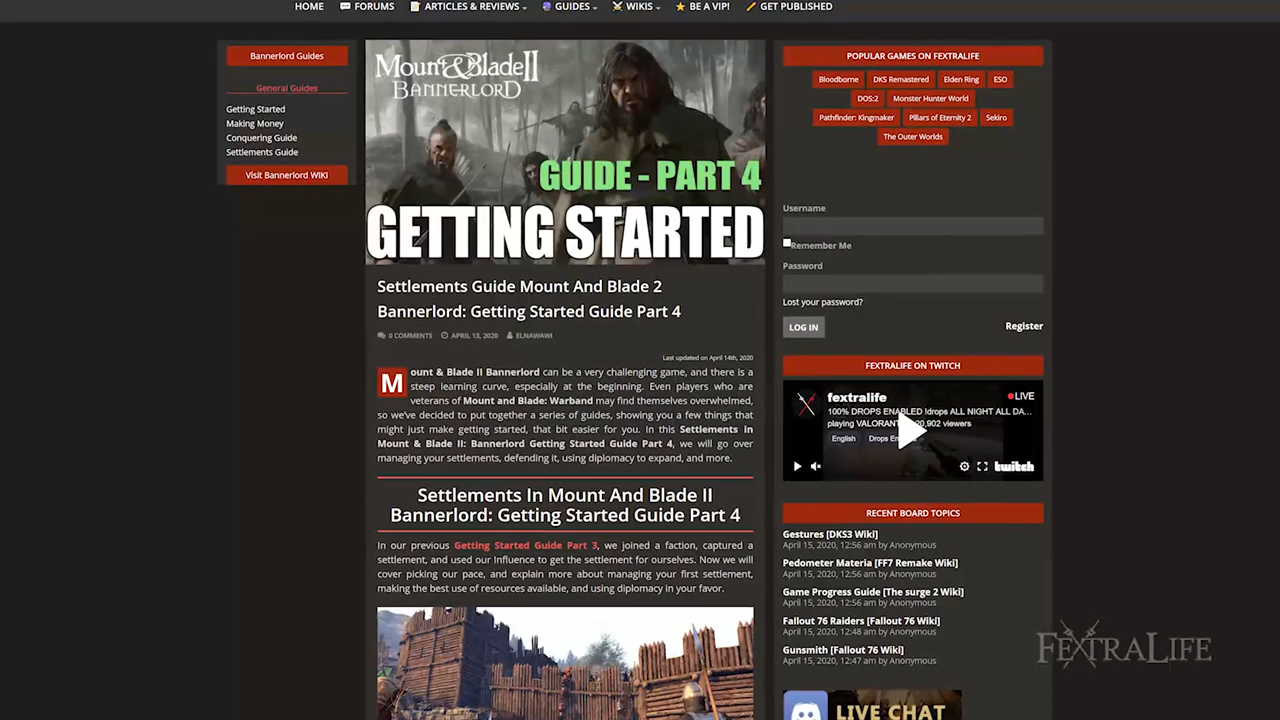 HOME
FORUMS
ARTICLES & REVIEWS
GUIDES
WIKIS
BE A VIP!
GET PUBLISHED
Bannerlord Guides
General Guides
Getting Started
Making Money
Conquering Guide
Settlements Guide
Visit Bannerlord WIKI
Mount & Blade II
BANNERLORD
GUIDE - PART 4
GETTING STARTED
Settlements Guide Mount And Blade 2
Bannerlord: Getting Started Guide Part 4
0 COMMENTS APRIL 13, 2020 ELNAWAWI
Last updated on April 14th, 2020
Mount & Blade II Bannerlord can be a very challenging game, and there is a
steep learning curve, especially at the beginning. Even players who are
veterans of Mount and Blade: Warband may find themselves overwhelmed,
so we've decided to put together a series of guides, showing you a few things that
might just make getting started, that bit easier for you. In this Settlements in
Mount & Blade II: Bannerlord Getting Started Guide Part 4, we will go over
managing your settlements, defending it, using diplomacy to expand, and more.
Settlements In Mount And Blade II
Bannerlord: Getting Started Guide Part 4
In our previous Getting Started Guide Part 3, we joined a faction, captured a
settlement, and used our Influence to get the settlement for ourselves. Now we will
cover picking our pace, and explain more about managing your first settlement,
making the best use of resources available, and using diplomacy in your favor.
POPULAR GAMES ON FEXTRALIFE
Bloodborne DKS Remastered Elden Ring ESO
DOS:2 Monster Hunter World
Pathfinder: Kingmaker Pillars of Eternity 2 Sekiro
The Outer Worlds
Username
Remember Me
Password
Lost your password?
LOG IN
Register
FEXTRALIFE ON TWITCH
fextralife
LIVE
100% DROPS ENABLED !drops ALL NIGHT ALL DA...
playing VALORANT 20,902 viewers
English Drops En
twitch
RECENT BOARD TOPICS
Gestures [DKS3 Wiki]
April 15, 2020, 12:56 am by Anonymous
Pedometer Materia [FF7 Remake Wiki]
April 15, 2020, 12:56 am by Anonymous
Game Progress Guide [The surge 2 Wiki]
April 15, 2020, 12:56 am by Anonymous
Fallout 76 Raiders [Fallout 76 Wiki]
April 15, 2020, 12:48 am by Anonymous
Gunsmith [Fallout 76 Wiki]
April 15, 2020, 12:47 am by Anonymous
LIVE CHAT
FEXTRALIFE